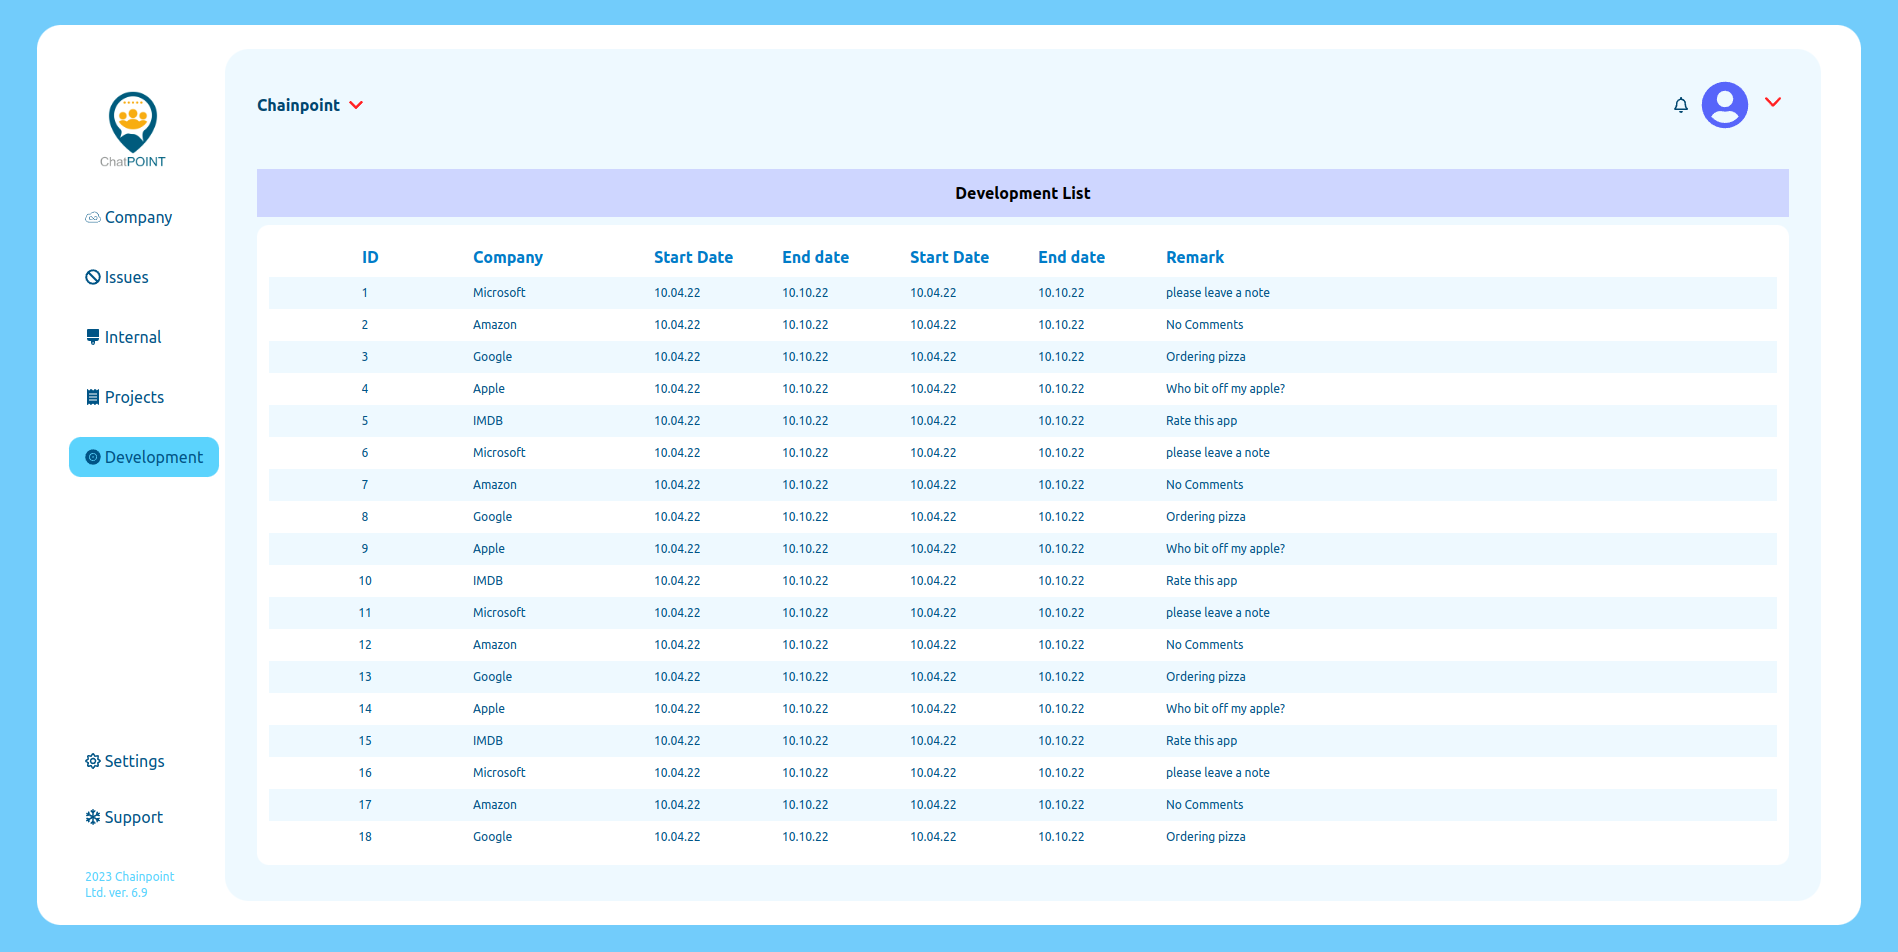 ChatPOINT
Company
Issues
Internal
Projects
Development
Settings
Support
2023 Chainpoint
Ltd. ver. 6.9
Chainpoint
Development List
ID Company Start Date End date Start Date End date Remark
1 Microsoft 10.04.22 10.10.22 10.04.22 10.10.22 please leave a note
2 Amazon 10.04.22 10.10.22 10.04.22 10.10.22 No Comments
3 Google 10.04.22 10.10.22 10.04.22 10.10.22 Ordering pizza
4 Apple 10.04.22 10.10.22 10.04.22 10.10.22 Who bit off my apple?
5 IMDB 10.04.22 10.10.22 10.04.22 10.10.22 Rate this app
6 Microsoft 10.04.22 10.10.22 10.04.22 10.10.22 please leave a note
7 Amazon 10.04.22 10.10.22 10.04.22 10.10.22 No Comments
8 Google 10.04.22 10.10.22 10.04.22 10.10.22 Ordering pizza
9 Apple 10.04.22 10.10.22 10.04.22 10.10.22 Who bit off my apple?
10 IMDB 10.04.22 10.10.22 10.04.22 10.10.22 Rate this app
11 Microsoft 10.04.22 10.10.22 10.04.22 10.10.22 please leave a note
12 Amazon 10.04.22 10.10.22 10.04.22 10.10.22 No Comments
13 Google 10.04.22 10.10.22 10.04.22 10.10.22 Ordering pizza
14 Apple 10.04.22 10.10.22 10.04.22 10.10.22 Who bit off my apple?
15 IMDB 10.04.22 10.10.22 10.04.22 10.10.22 Rate this app
16 Microsoft 10.04.22 10.10.22 10.04.22 10.10.22 please leave a note
17 Amazon 10.04.22 10.10.22 10.04.22 10.10.22 No Comments
18 Google 10.04.22 10.10.22 10.04.22 10.10.22 Ordering pizza